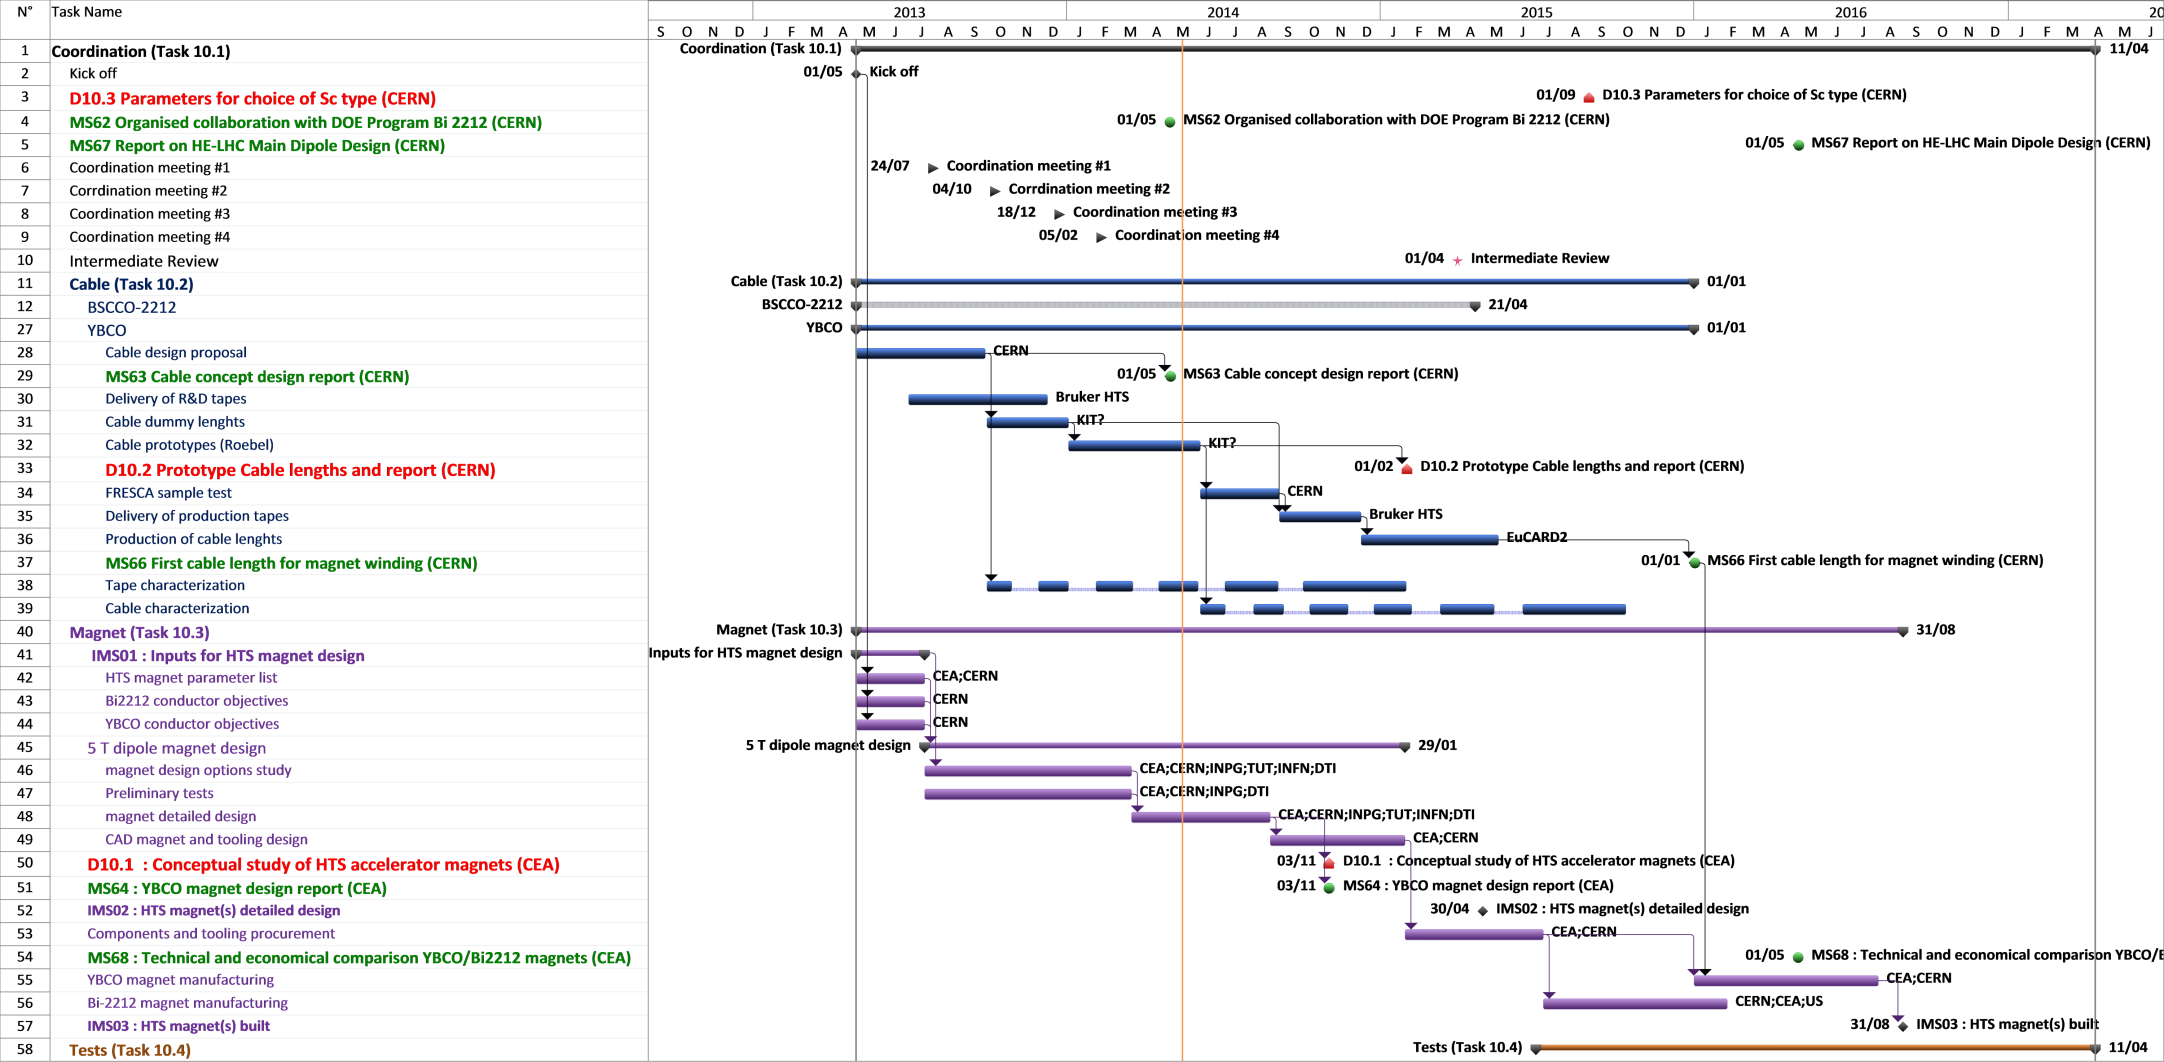 N° Task Name 2013 2014 2015 2016 20
S O N D J F M A M J J A S O N D J F M A M J J A S O N D J F M A M J J A S O N D J F M A M J J A S O N D J F M A M J
1 Coordination (Task 10.1) Coordination (Task 10.1) 11/04
2 Kick off 01/05 Kick off
3 D10.3 Parameters for choice of Sc type (CERN) 01/09 D10.3 Parameters for choice of Sc type (CERN)
4 MS62 Organised collaboration with DOE Program Bi 2212 (CERN) 01/05 MS62 Organised collaboration with DOE Program Bi 2212 (CERN)
5 MS67 Report on HE-LHC Main Dipole Design (CERN) 01/05 MS67 Report on HE-LHC Main Dipole Design (CERN)
6 Coordination meeting #1 24/07 Coordination meeting #1
7 Corrdination meeting #2 04/10 Corrdination meeting #2
8 Coordination meeting #3 18/12 Coordination meeting #3
9 Coordination meeting #4 05/02 Coordination meeting #4
10 Intermediate Review 01/04 Intermediate Review
11 Cable (Task 10.2) Cable (Task 10.2) 01/01
12 BSCCO-2212 BSCCO-2212 21/04
27 YBCO YBCO 01/01
28 Cable design proposal CERN
29 MS63 Cable concept design report (CERN) 01/05 MS63 Cable concept design report (CERN)
30 Delivery of R&D tapes Bruker HTS
31 Cable dummy lenghts KIT?
32 Cable prototypes (Roebel) KIT?
33 D10.2 Prototype Cable lengths and report (CERN) 01/02 D10.2 Prototype Cable lengths and report (CERN)
34 FRESCA sample test CERN
35 Delivery of production tapes Bruker HTS
36 Production of cable lenghts EuCARD2
37 MS66 First cable length for magnet winding (CERN) 01/01 MS66 First cable length for magnet winding (CERN)
38 Tape characterization
39 Cable characterization
40 Magnet (Task 10.3) Magnet (Task 10.3) 31/08
41 IMS01 : Inputs for HTS magnet design Inputs for HTS magnet design
42 HTS magnet parameter list CEA;CERN
43 Bi2212 conductor objectives CERN
44 YBCO conductor objectives CERN
45 5 T dipole magnet design 5 T dipole magnet design 29/01
46 magnet design options study CEA;CERN;INPG;TUT;INFN;DTI
47 Preliminary tests CEA;CERN;INPG;DTI
48 magnet detailed design CEA;CERN;INPG;TUT;INFN;DTI
49 CAD magnet and tooling design CEA;CERN
50 D10.1 : Conceptual study of HTS accelerator magnets (CEA) 03/11 D10.1 : Conceptual study of HTS accelerator magnets (CEA)
51 MS64 : YBCO magnet design report (CEA) 03/11 MS64 : YBCO magnet design report (CEA)
52 IMS02 : HTS magnet(s) detailed design 30/04 IMS02 : HTS magnet(s) detailed design
53 Components and tooling procurement CEA;CERN
54 MS68 : Technical and economical comparison YBCO/Bi2212 magnets (CEA) 01/05 MS68 : Technical and economical comparison YBCO/B
55 YBCO magnet manufacturing CEA;CERN
56 Bi-2212 magnet manufacturing CERN;CEA;US
57 IMS03 : HTS magnet(s) built 31/08 IMS03 : HTS magnet(s) built
58 Tests (Task 10.4) Tests (Task 10.4) 11/04